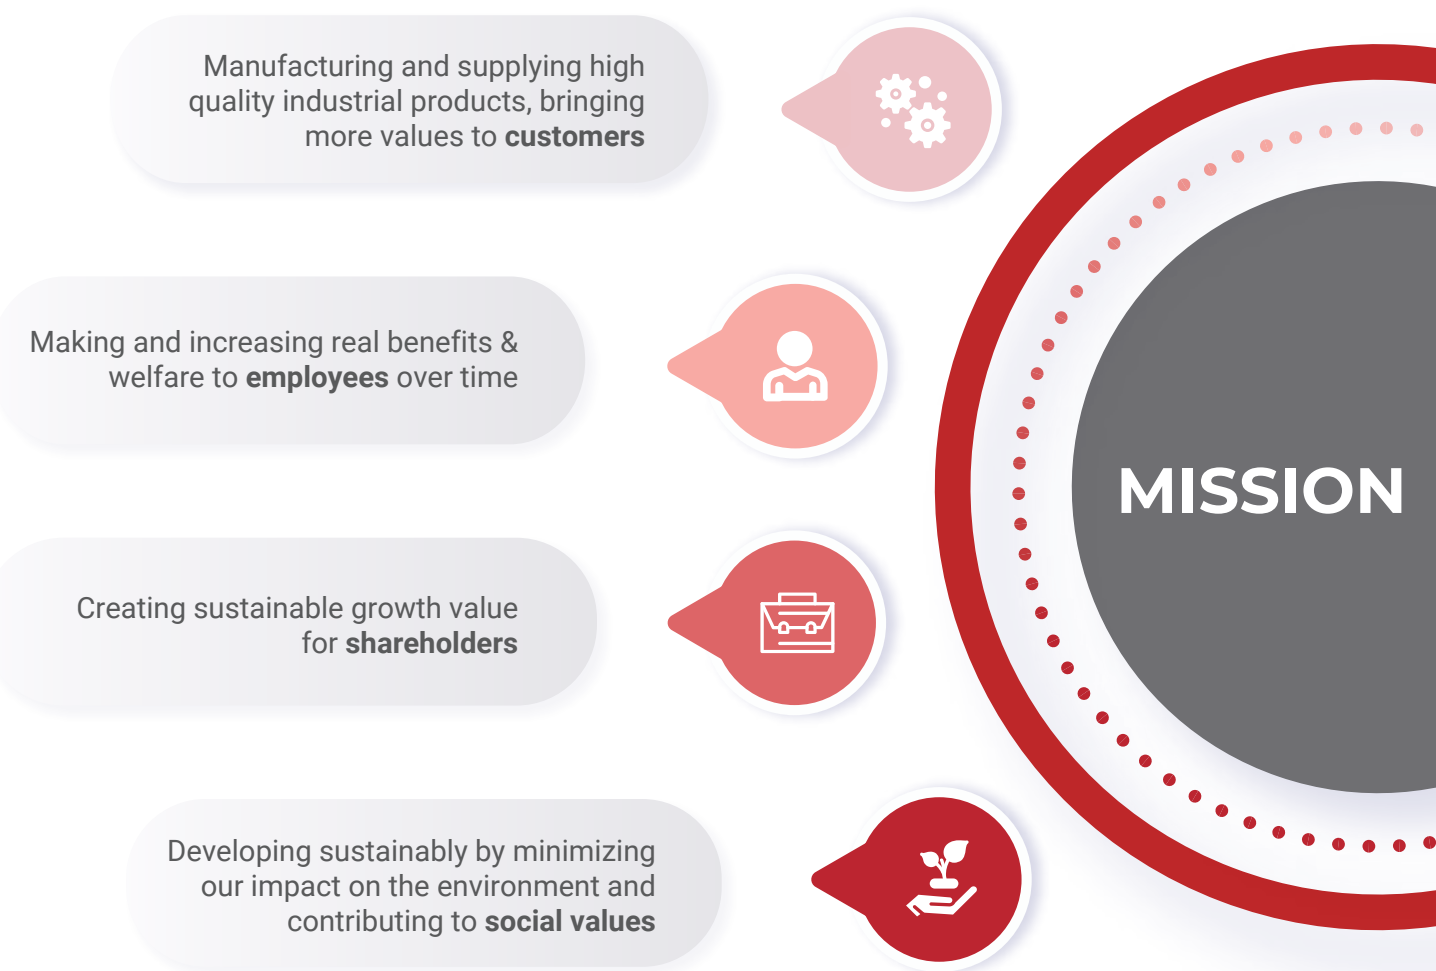 Manufacturing and supplying high
quality industrial products, bringing
more values to customers
Making and increasing real benefits &
welfare to employees over time
Creating sustainable growth value
for shareholders
Developing sustainably by minimizing
our impact on the environment and
contributing to social values
MISSION